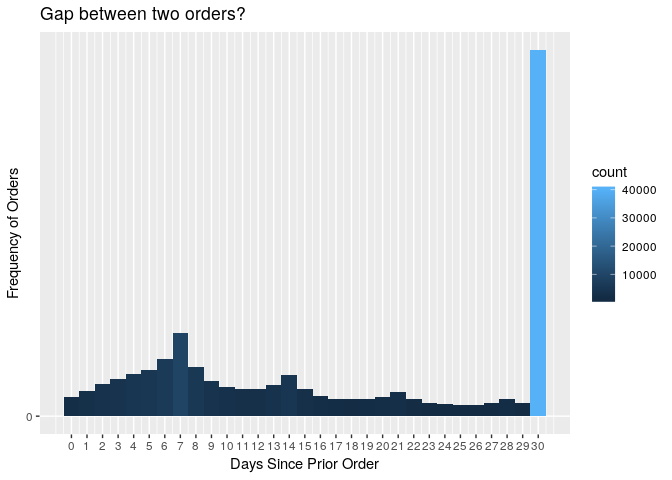 Gap between two orders?
Frequency of Orders
0
0 1 2 3 4 5 6 7 8 9 10 11 12 13 14 15 16 17 18 19 20 21 22 23 24 25 26 27 28 29 30
Days Since Prior Order
count
40000
30000
20000
10000